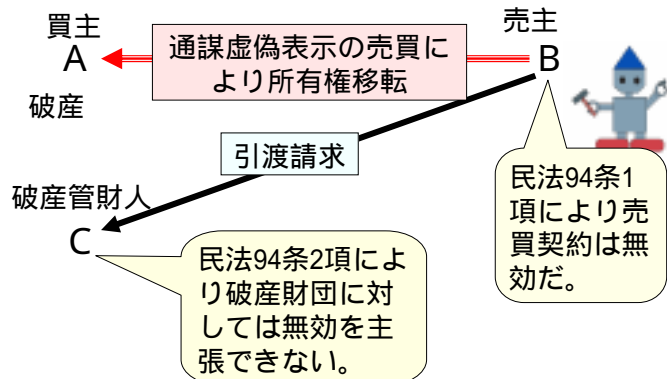 買主
A
破産
通謀虚偽表示の売買に
より所有権移転
売主
B
引渡請求
民法94条1
項により売
買契約は無
効だ。
破産管財人
C
民法94条2項によ
り破産財団に対
しては無効を主
張できない。